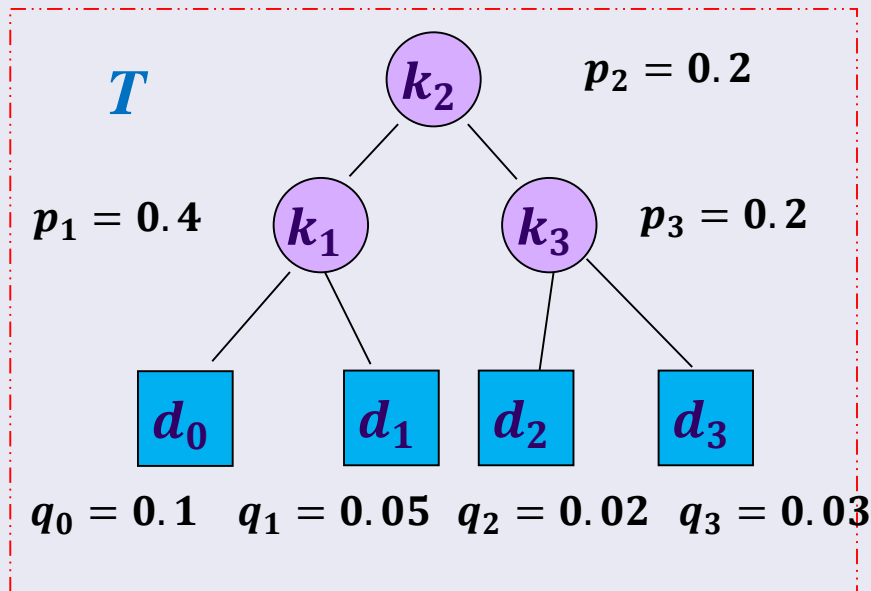 T
k₂
p₂ = 0.2
p₁ = 0.4
k₁
k₃
p₃ = 0.2
d₀
d₁
d₂
d₃
q₀ = 0.1
q₁ = 0.05
q₂ = 0.02
q₃ = 0.03